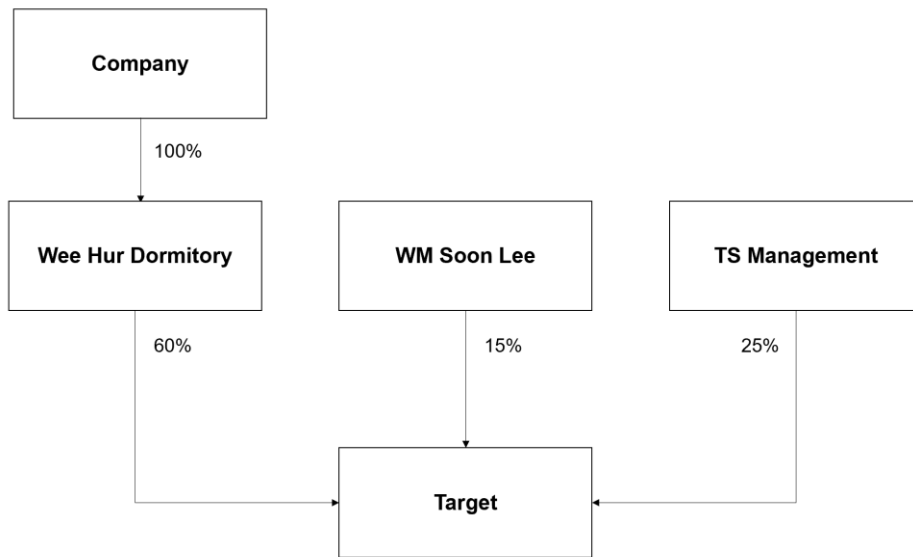 Company
100%
Wee Hur Dormitory
WM Soon Lee
TS Management
60%
15%
25%
Target